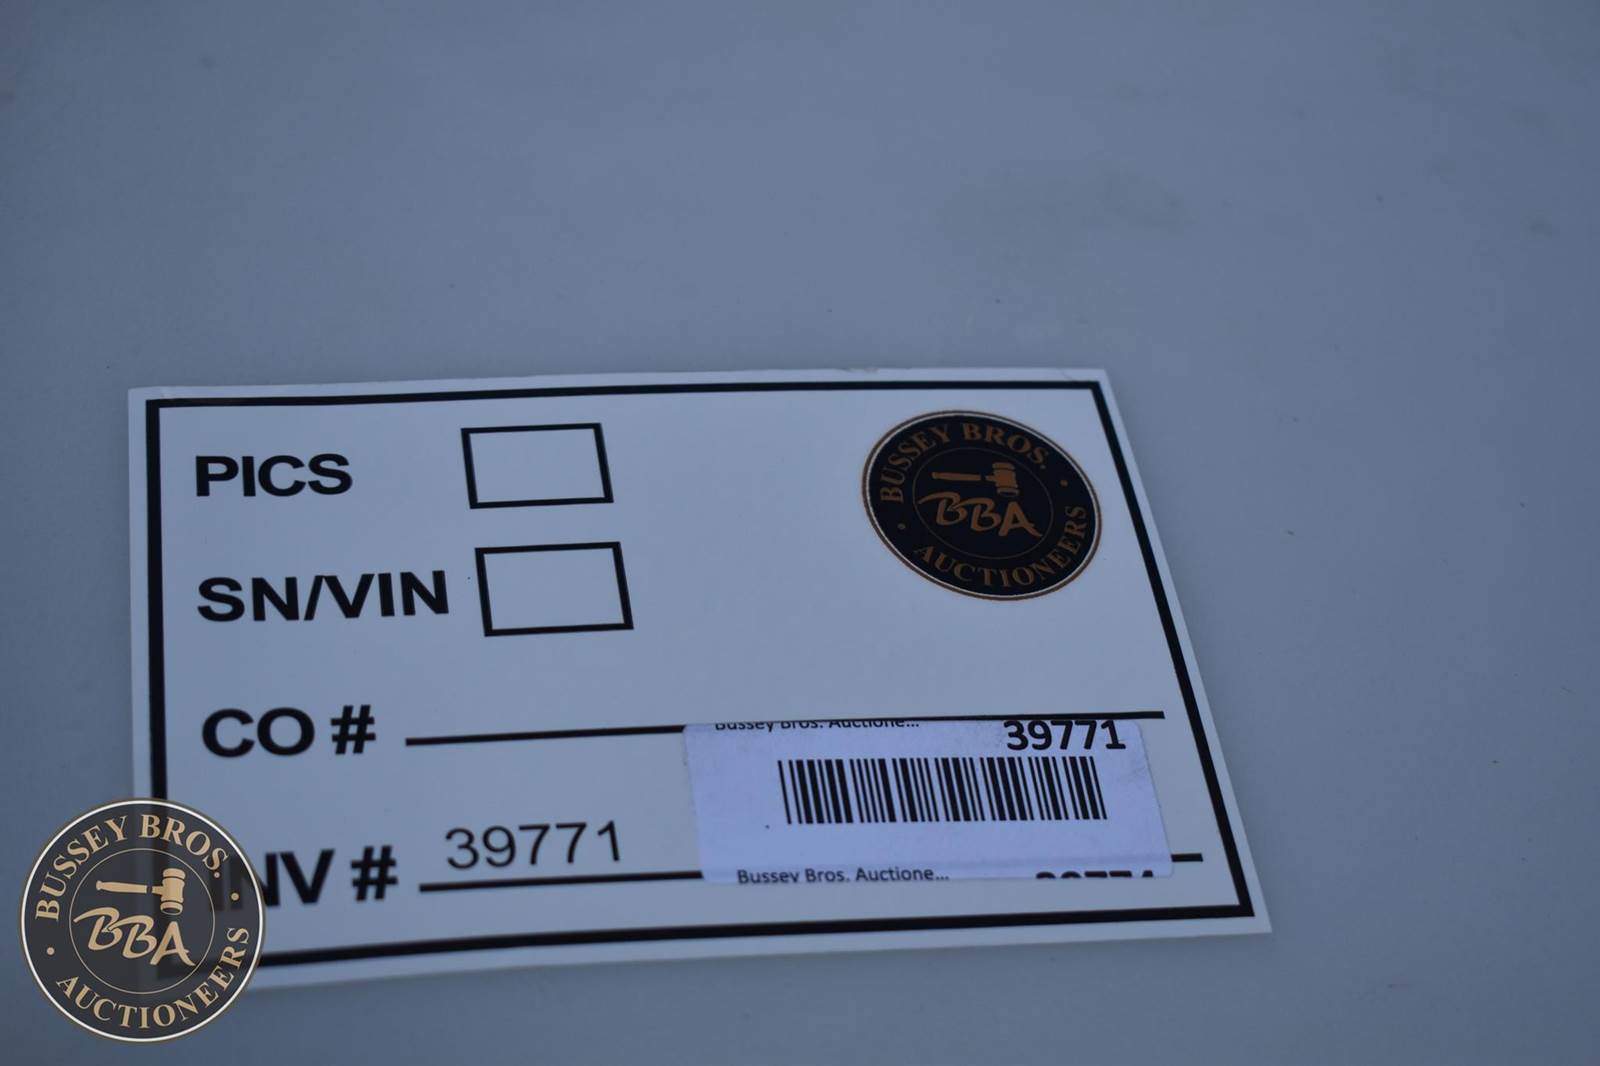 PICS
BUSSEY BROS.
BBA
AUCTIONEERS
SN/VIN
CO #
Bussey Bros. Auctione... 39771
INV # 39771
Bussey Bros. Auctione...
BUSSEY BROS.
BBA
AUCTIONEERS